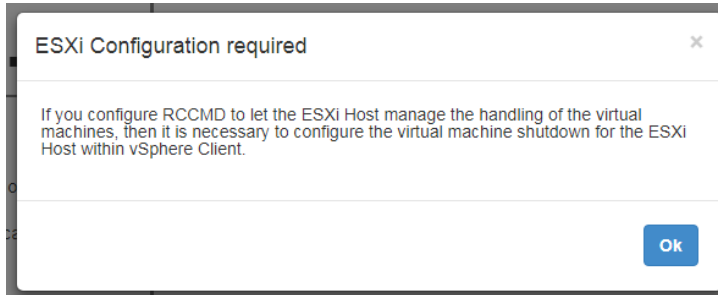 ESXi Configuration required
×
If you configure RCCMD to let the ESXi Host manage the handling of the virtual
machines, then it is necessary to configure the virtual machine shutdown for the ESXi
Host within vSphere Client.
Ok